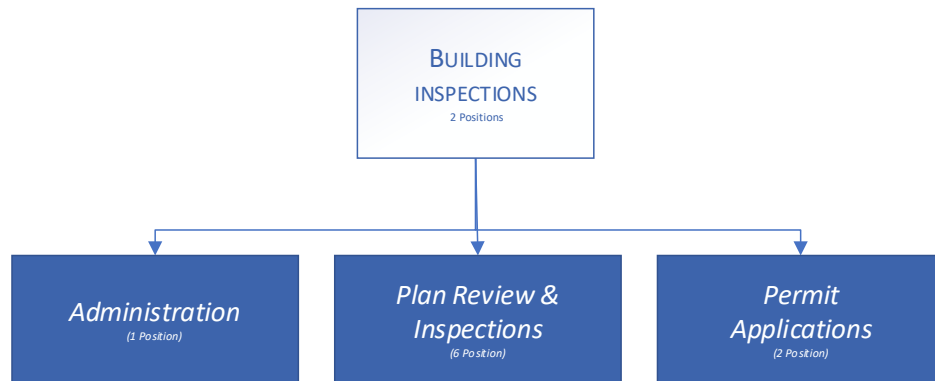 BUILDING
INSPECTIONS
2 Positions
Administration
(1 Position)
Plan Review &
Inspections
(6 Position)
Permit
Applications
(2 Position)